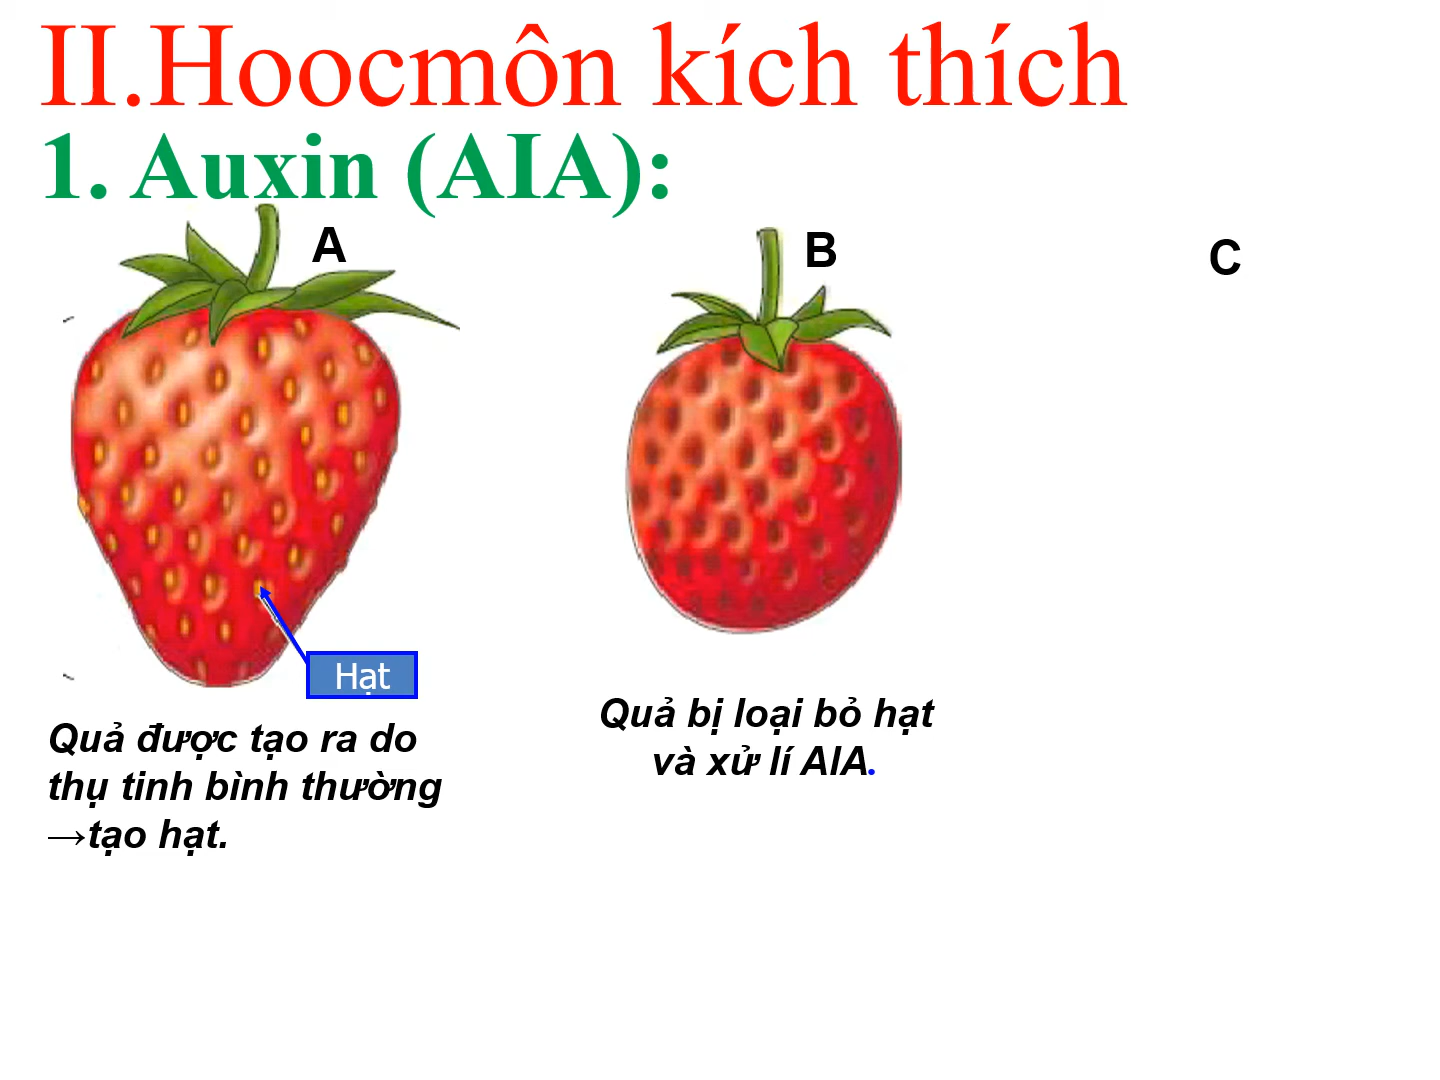 II.Hoocmôn kích thích
1. Auxin (AIA):
A
B
C
Hạt
Quả được tạo ra do
thụ tinh bình thường
→tạo hạt.
Quả bị loại bỏ hạt
và xử lí AIA.